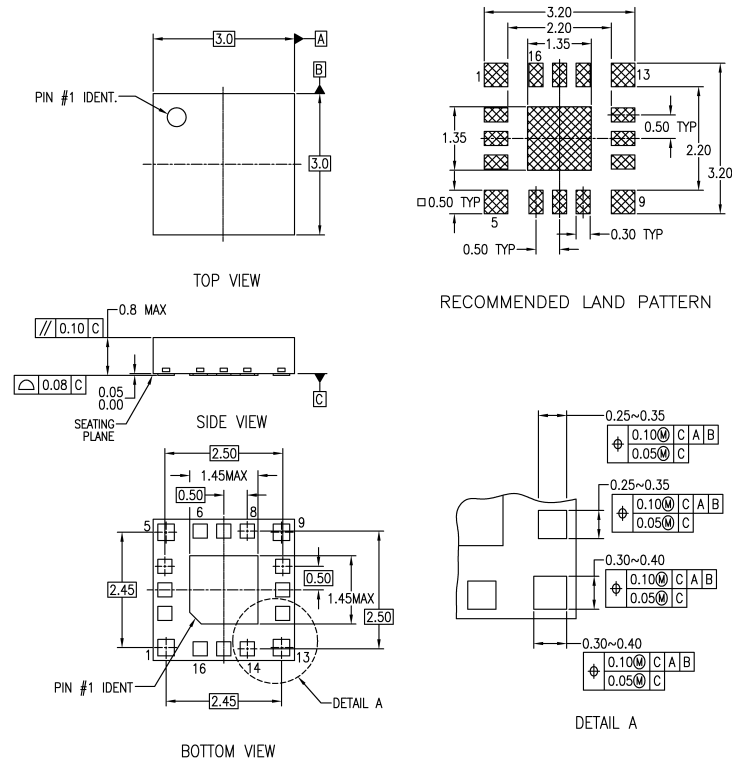 3.0
A
B
PIN #1 IDENT.
3.0
TOP VIEW
3.20
2.20
1.35
16
1
13
1.35
0.50 TYP
2.20
3.20
□ 0.50 TYP
5
9
0.50 TYP
0.30 TYP
RECOMMENDED LAND PATTERN
0.8 MAX
// 0.10 C
⌓ 0.08 C
0.05
0.00
SEATING
PLANE
C
SIDE VIEW
2.50
1.45MAX
0.50
5
6
8
9
2.45
0.50
1.45MAX
2.50
1
16
14
13
PIN #1 IDENT
2.45
DETAIL A
BOTTOM VIEW
0.25~0.35
⌖ 0.10Ⓜ C A B
0.05Ⓜ C
0.25~0.35
⌖ 0.10Ⓜ C A B
0.05Ⓜ C
0.30~0.40
⌖ 0.10Ⓜ C A B
0.05Ⓜ C
0.30~0.40
⌖ 0.10Ⓜ C A B
0.05Ⓜ C
DETAIL A